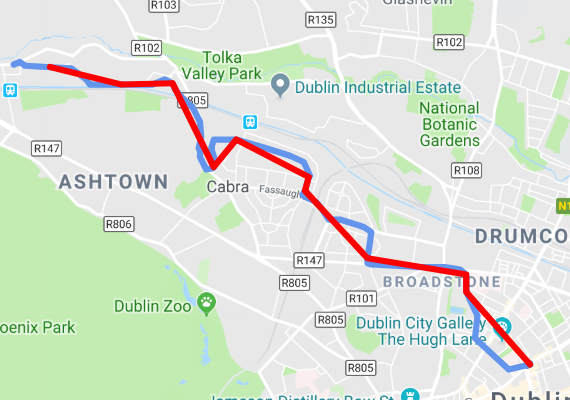 Glasnevin
R103
R135
R102
R102
Tolka
Valley Park
Dublin Industrial Estate
R805
National
Botanic
Gardens
R147
R108
ASHTOWN
Cabra
Fassaugh
N1
R806
DRUMCO
R147
R805
BROADSTONE
Dublin Zoo
R101
oenix Park
R805
Dublin City Gallery
The Hugh Lane
R805
Jameson Distillery Bow St
Dublin